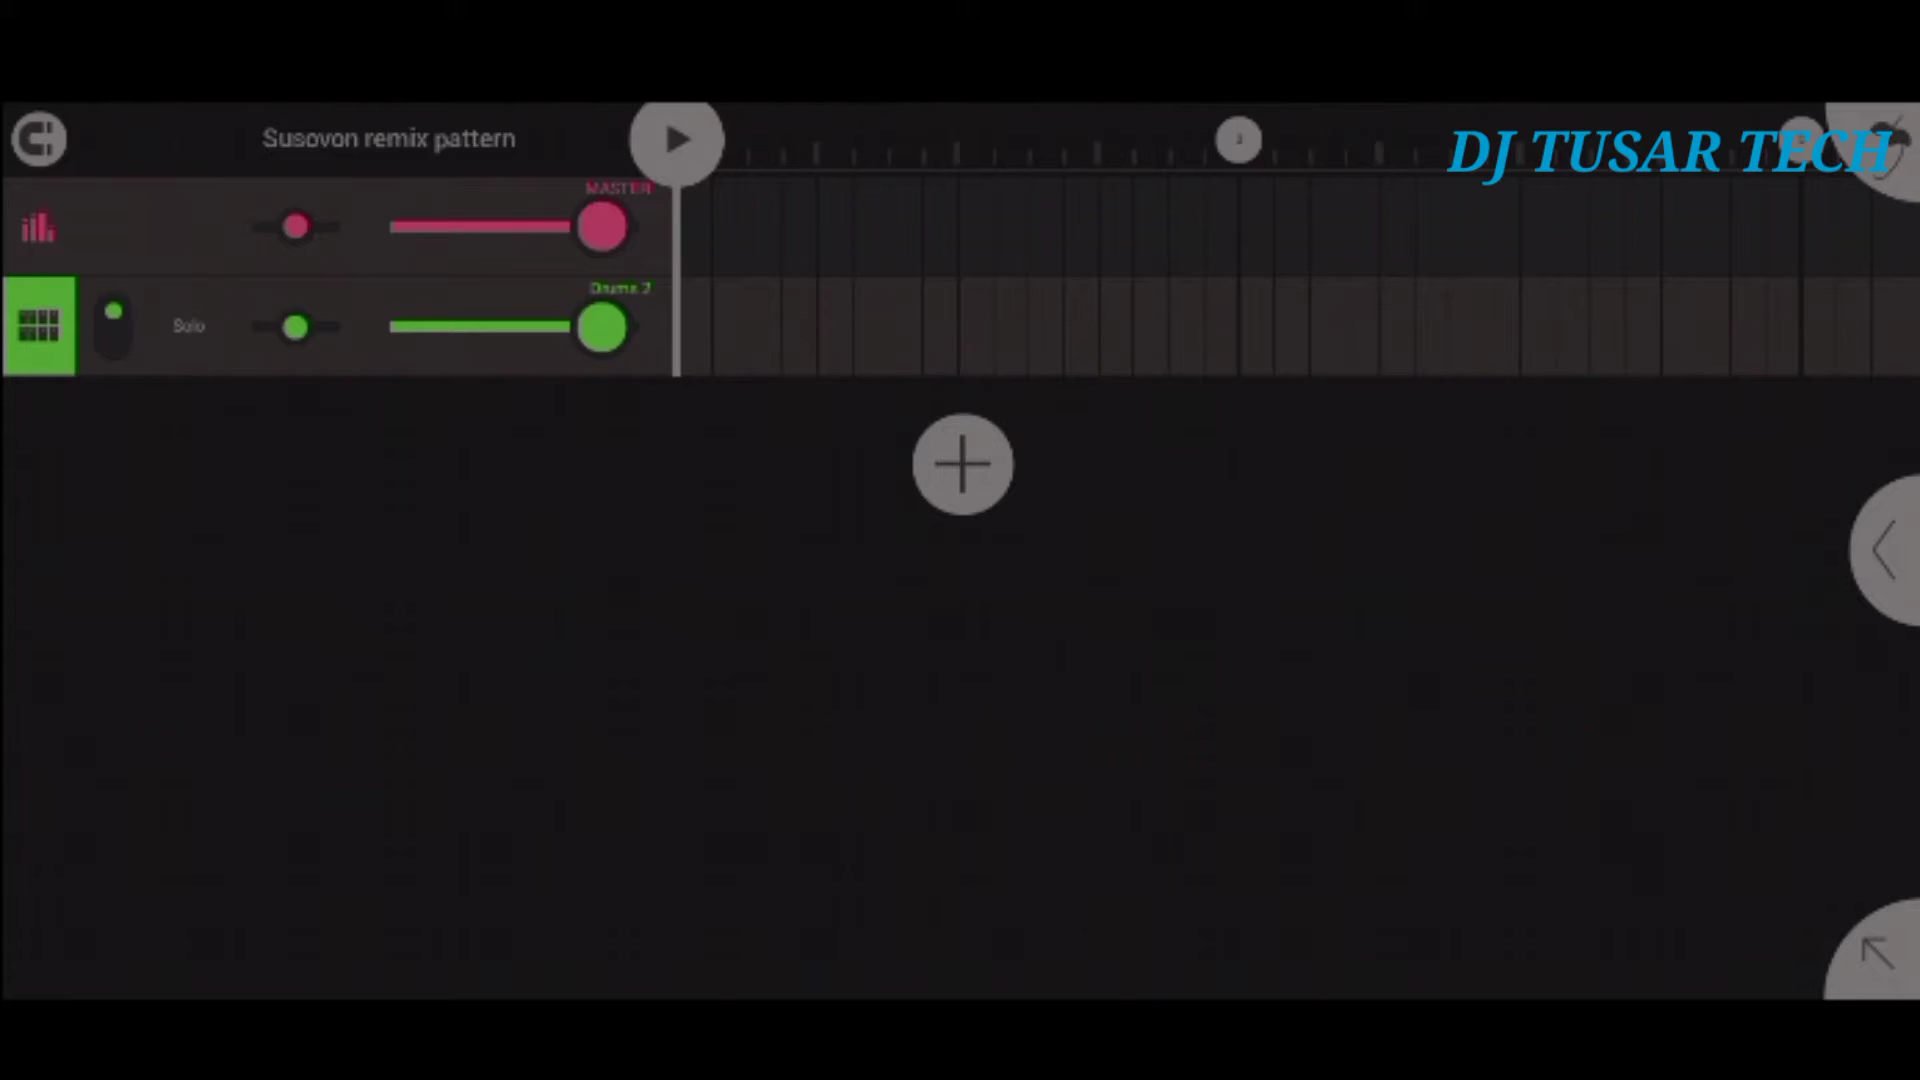 Susovon remix pattern
DJ TUSAR TECH
MASTER
Drums 2
Solo